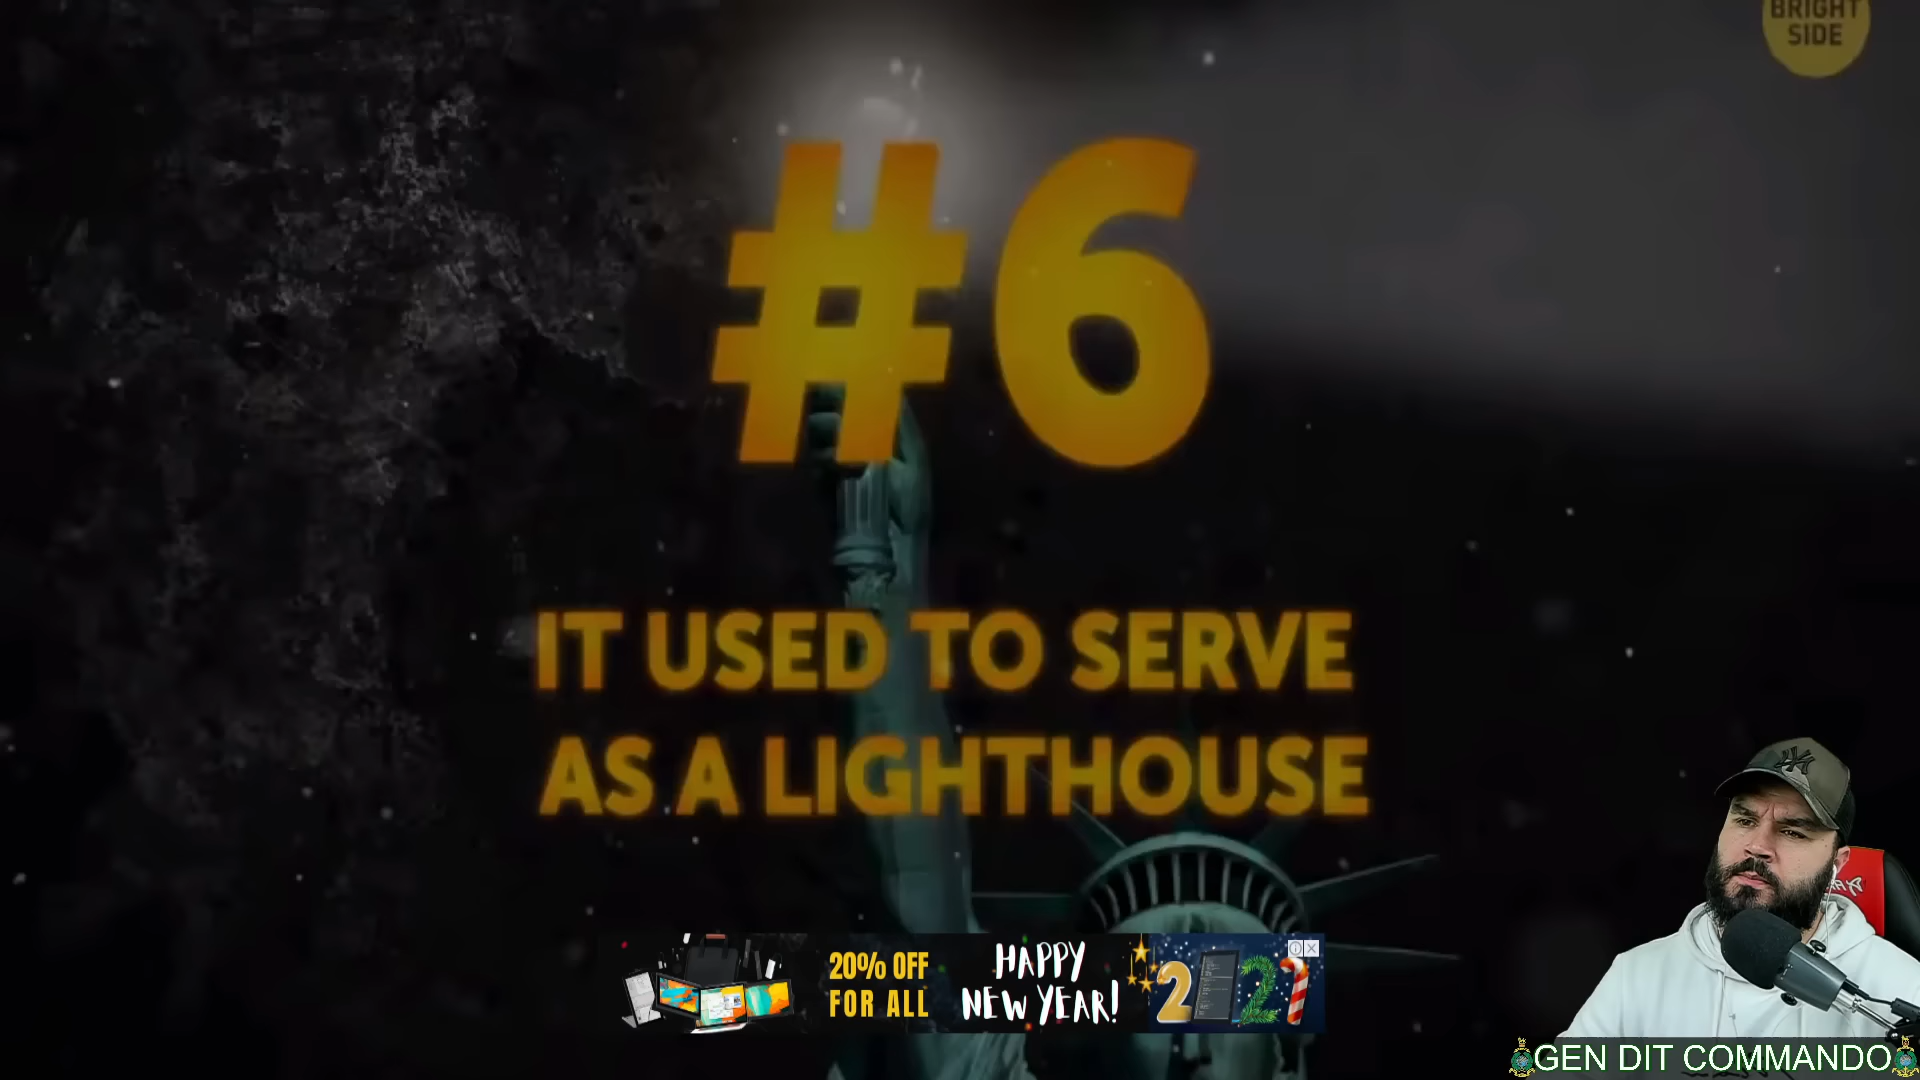 BRIGHT
SIDE
#6
IT USED TO SERVE
AS A LIGHTHOUSE
20% OFF
FOR ALL
HAPPY
NEW YEAR!
2021
GEN DIT COMMANDO